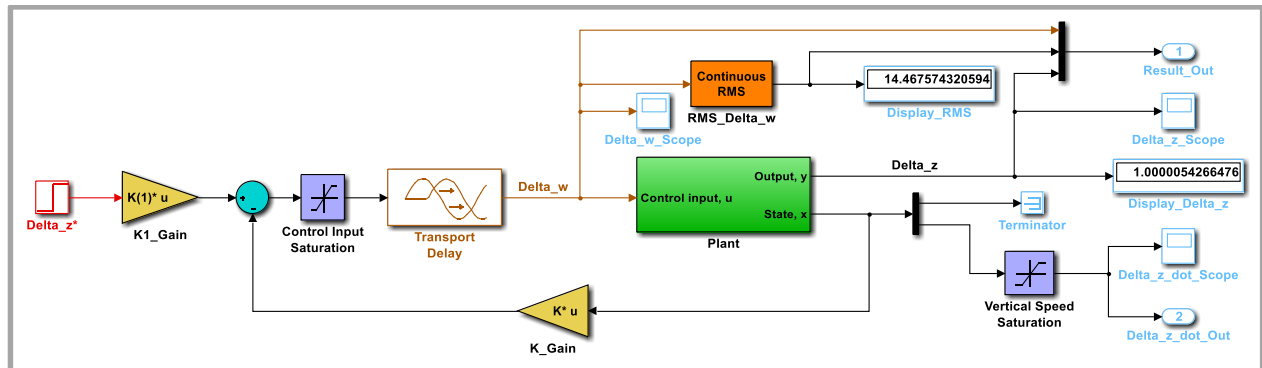 Delta_z*
K(1)* u
K1_Gain
+
-
Control Input
Saturation
Transport
Delay
Delta_w
Continuous
RMS
RMS_Delta_w
Delta_w_Scope
14.467574320594
Display_RMS
1
Result_Out
Delta_z_Scope
Control input, u
Output, y
State, x
Plant
Delta_z
1.0000054266476
Display_Delta_z
Terminator
Vertical Speed
Saturation
Delta_z_dot_Scope
2
Delta_z_dot_Out
K* u
K_Gain